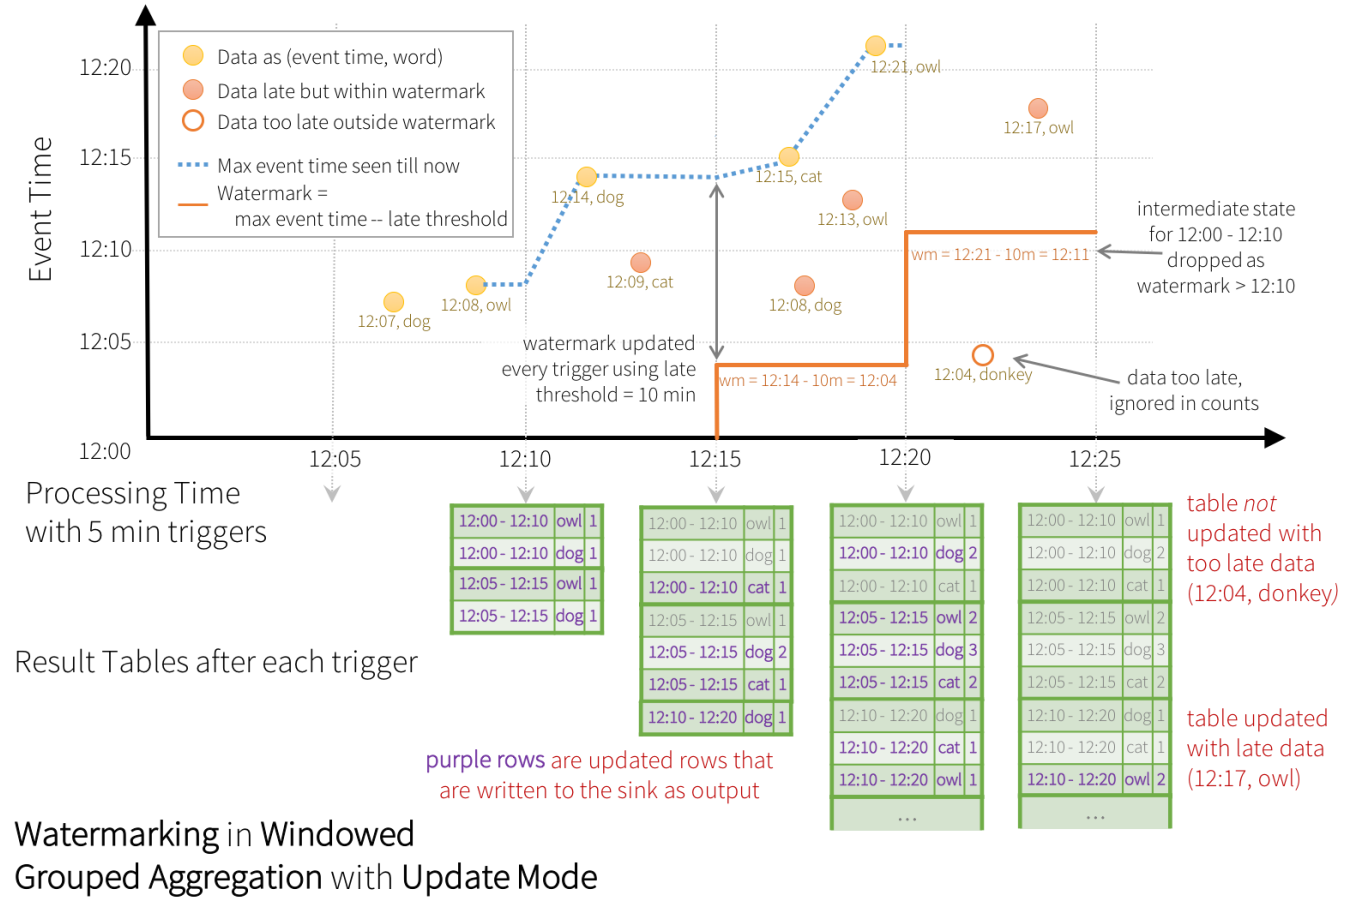 Event Time
12:20
12:15
12:10
12:05
12:00
Data as (event time, word)
Data late but within watermark
Data too late outside watermark
Max event time seen till now
Watermark =
max event time -- late threshold
12:21, owl
12:17, owl
12:15, cat
12:14, dog
12:13, owl
12:09, cat
12:08, owl
12:08, dog
12:07, dog
12:04, donkey
wm = 12:21 - 10m = 12:11
wm = 12:14 - 10m = 12:04
intermediate state
for 12:00 - 12:10
dropped as
watermark > 12:10
watermark updated
every trigger using late
threshold = 10 min
data too late,
ignored in counts
12:05
12:10
12:15
12:20
12:25
Processing Time
with 5 min triggers
12:00 - 12:10 owl 1
12:00 - 12:10 dog 1
12:05 - 12:15 owl 1
12:05 - 12:15 dog 1
12:00 - 12:10 owl 1
12:00 - 12:10 dog 1
12:00 - 12:10 cat 1
12:05 - 12:15 owl 1
12:05 - 12:15 dog 2
12:05 - 12:15 cat 1
12:10 - 12:20 dog 1
12:00 - 12:10 owl 1
12:00 - 12:10 dog 2
12:00 - 12:10 cat 1
12:05 - 12:15 owl 2
12:05 - 12:15 dog 3
12:05 - 12:15 cat 2
12:10 - 12:20 dog 1
12:10 - 12:20 cat 1
12:10 - 12:20 owl 1
...
12:00 - 12:10 owl 1
12:00 - 12:10 dog 2
12:00 - 12:10 cat 1
12:05 - 12:15 owl 2
12:05 - 12:15 dog 3
12:05 - 12:15 cat 2
12:10 - 12:20 dog 1
12:10 - 12:20 cat 1
12:10 - 12:20 owl 2
...
table not
updated with
too late data
(12:04, donkey)
table updated
with late data
(12:17, owl)
Result Tables after each trigger
purple rows are updated rows that
are written to the sink as output
Watermarking in Windowed
Grouped Aggregation with Update Mode